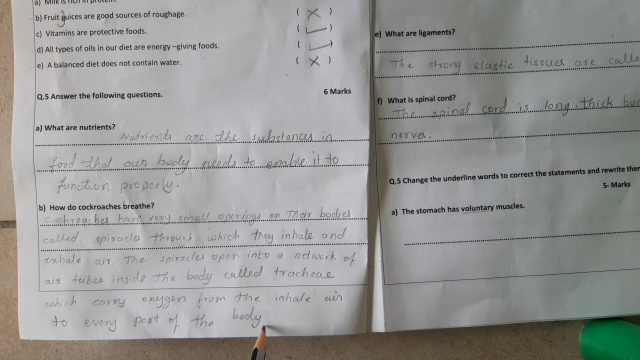 a) Milk is rich in protein.
b) Fruit juices are good sources of roughage. ( X )
c) Vitamins are protective foods. ( ✓ )
d) All types of oils in our diet are energy –giving foods. ( ✓ )
e) A balanced diet does not contain water. ( X )
Q.5 Answer the following questions. 6 Marks
a) What are nutrients?
Nutrients are the substances in
food that our body needs to enable it to
function properly.
b) How do cockroaches breathe?
Cockroaches have very small openings on their bodies
called spiracles through which they inhale and
exhale air. The spiracles open into a network of
air tubes inside the body called tracheae
which carry oxygen from the inhale air
to every part of the body
e) What are ligaments?
The strong elastic tissues are
f) What is spinal cord?
The spinal cord is long, thick
nerve.
Q.5 Change the underline words to correct the statements and rewrite
5- Marks
a) The stomach has voluntary muscles.